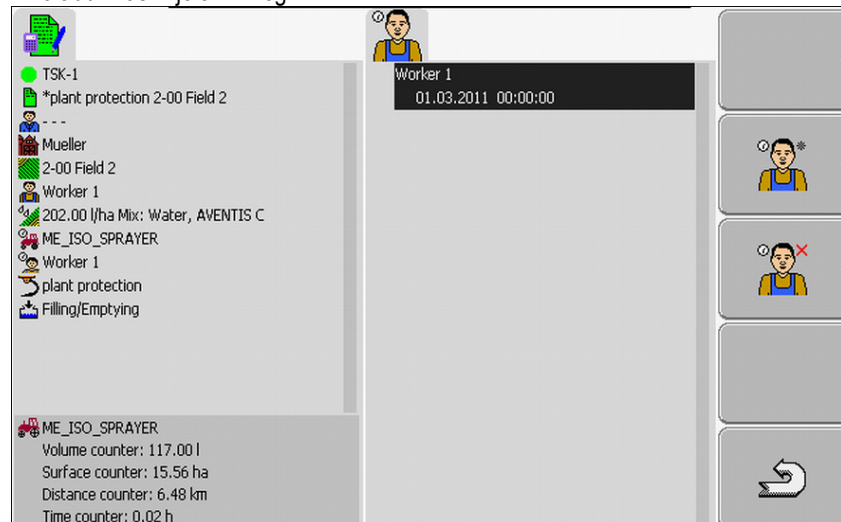 TSK-1
*plant protection 2-00 Field 2
- - -
Mueller
2-00 Field 2
Worker 1
202.00 l/ha Mix: Water, AVENTIS C
ME_ISO_SPRAYER
Worker 1
plant protection
Filling/Emptying
ME_ISO_SPRAYER
Volume counter: 117.00 l
Surface counter: 15.56 ha
Distance counter: 6.48 km
Time counter: 0.02 h
Worker 1
01.03.2011 00:00:00